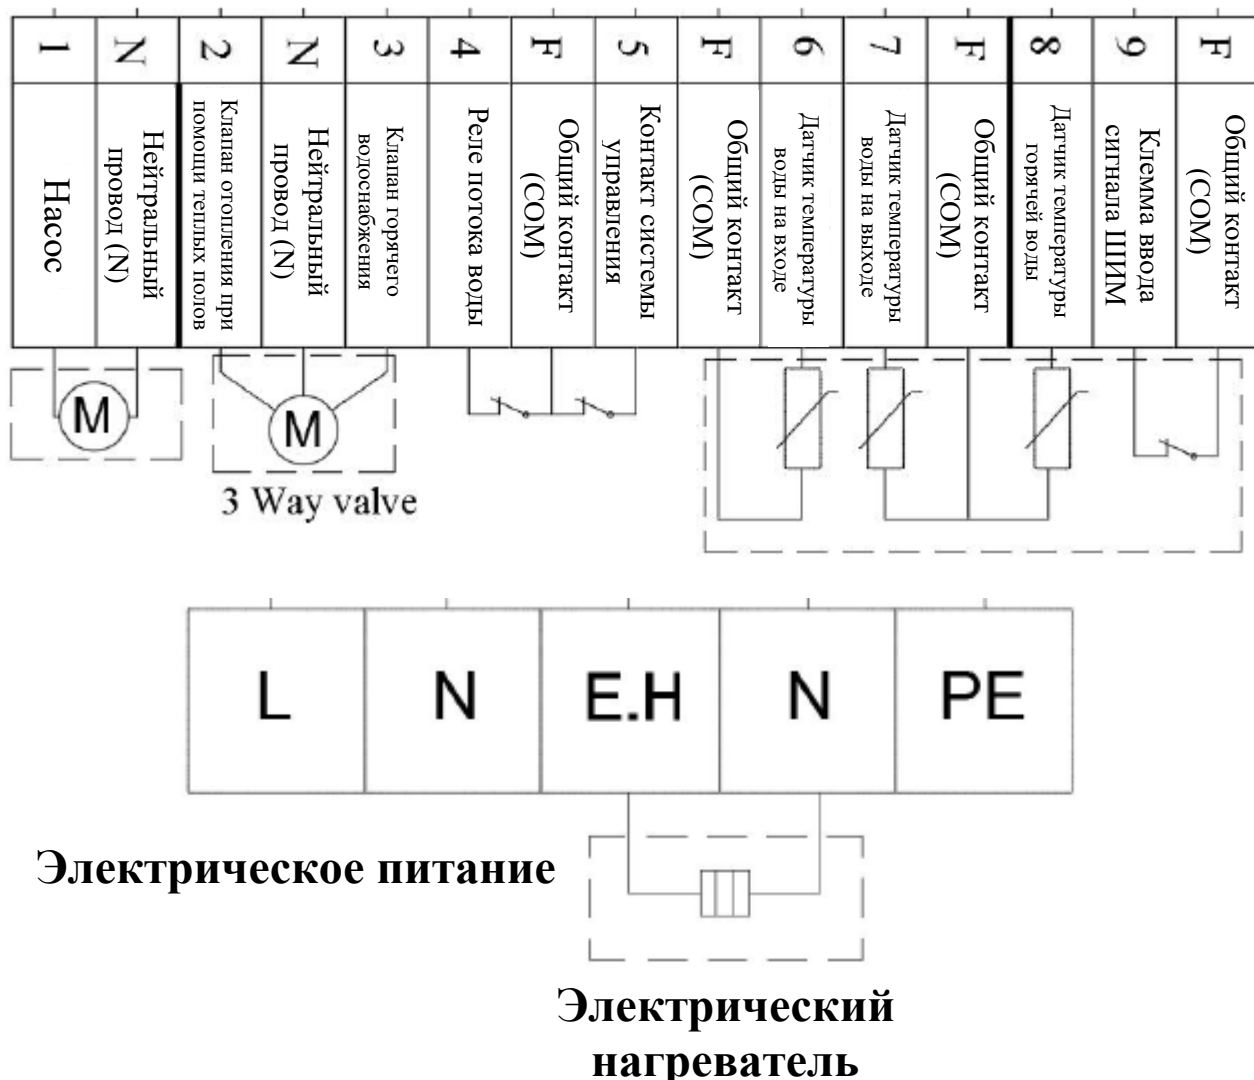 1 N 2 N 3 4 F 5 F 6 7 F 8 9 F
Насос
Нейтральный
провод (N)
Клапан отопления при
помощи теплых полов
Нейтральный
провод (N)
Клапан горячего
водоснабжения
Реле потока воды
Общий контакт
(COM)
Контакт системы
управления
Общий контакт
(COM)
Датчик температуры
воды на входе
Датчик температуры
воды на выходе
Общий контакт
(COM)
Датчик температуры
горячей воды
Клемма ввода
сигнала ШИМ
Общий контакт
(COM)
M
M
3 Way valve
L N E.H N PE
Электрическое питание
Электрический
нагреватель